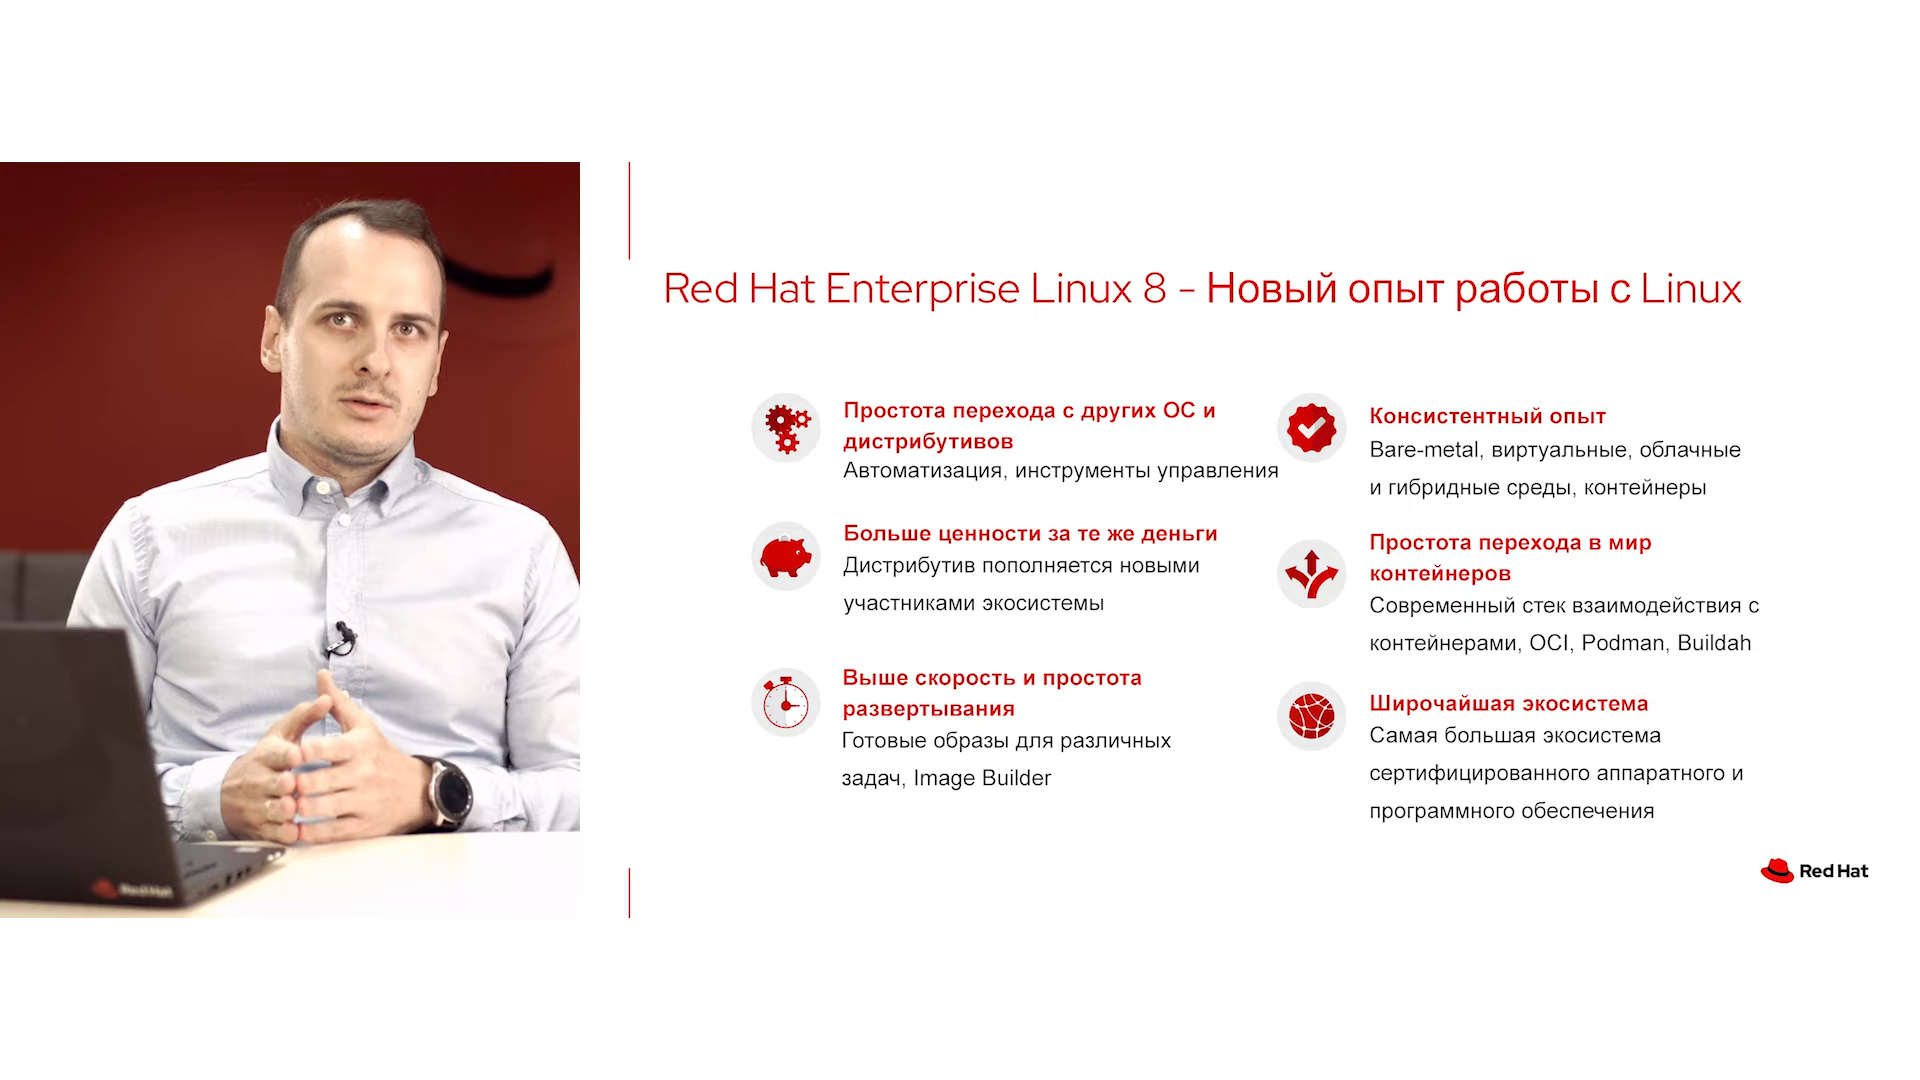 Red Hat Enterprise Linux 8 - Новый опыт работы с Linux
Простота перехода с других ОС и
дистрибутивов
Автоматизация, инструменты управления
Больше ценности за те же деньги
Дистрибутив пополняется новыми
участниками экосистемы
Выше скорость и простота
развертывания
Готовые образы для различных
задач, Image Builder
Консистентный опыт
Bare-metal, виртуальные, облачные
и гибридные среды, контейнеры
Простота перехода в мир
контейнеров
Современный стек взаимодействия с
контейнерами, OCI, Podman, Buildah
Широчайшая экосистема
Самая большая экосистема
сертифицированного аппаратного и
программного обеспечения
Red Hat
Red Hat